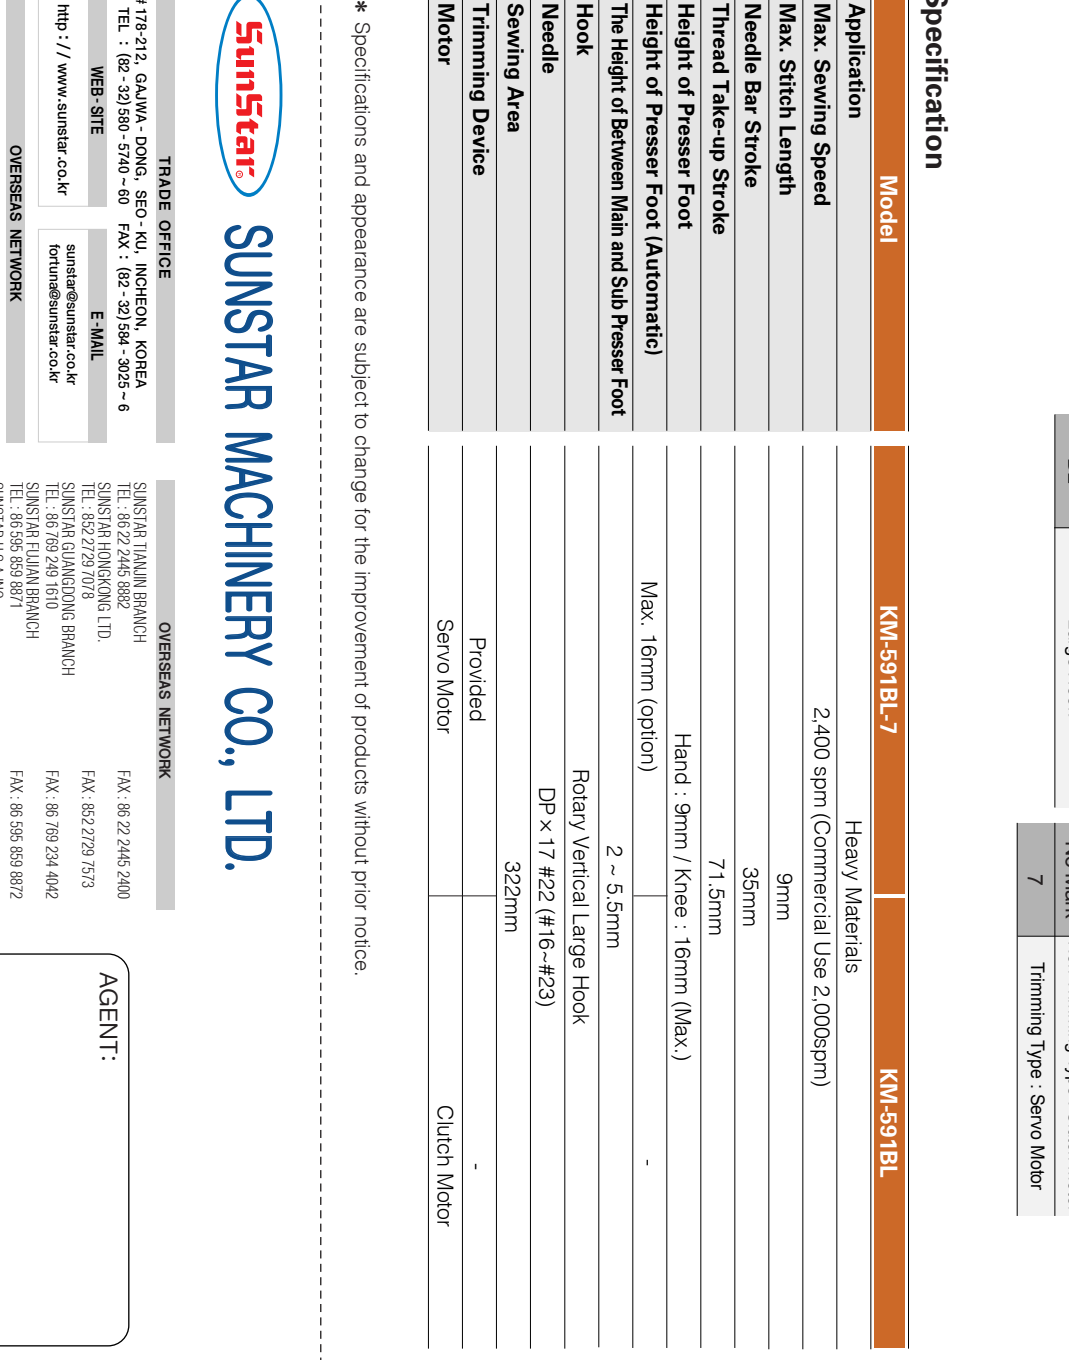 7 Trimming Type : Servo Motor
Specification
Model KM-591BL-7 KM-591BL
Application Heavy Materials
Max. Sewing Speed 2,400 spm (Commercial Use 2,000spm)
Max. Stitch Length 9mm
Needle Bar Stroke 35mm
Thread Take-up Stroke 71.5mm
Height of Presser Foot Hand : 9mm / Knee : 16mm (Max.)
Height of Presser Foot (Automatic) Max. 16mm (option) -
The Height of Between Main and Sub Presser Foot 2 ~ 5.5mm
Hook Rotary Vertical Large Hook
Needle DP×17 #22 (#16~#23)
Sewing Area 322mm
Trimming Device Provided -
Motor Servo Motor Clutch Motor
* Specifications and appearance are subject to change for the improvement of products without prior notice.
SunStar® SUNSTAR MACHINERY CO., LTD.
TRADE OFFICE
# 178-212, GAJWA - DONG, SEO - KU, INCHEON, KOREA
TEL : (82 - 32) 580 - 5740 ~ 60 FAX : (82 - 32) 584 - 3025 ~ 6
WEB - SITE
http : // www.sunstar.co.kr
E - MAIL
sunstar@sunstar.co.kr
fortuna@sunstar.co.kr
OVERSEAS NETWORK
OVERSEAS NETWORK
SUNSTAR TIANJIN BRANCH
TEL : 86 22 2445 8882 FAX : 86 22 2445 2400
SUNSTAR HONGKONG LTD.
TEL : 852 2729 7078 FAX : 852 2729 7573
SUNSTAR GUANGDONG BRANCH
TEL : 86 769 249 1610 FAX : 86 769 234 4042
SUNSTAR FUJIAN BRANCH
TEL : 86 595 859 8871 FAX : 86 595 859 8872
AGENT: